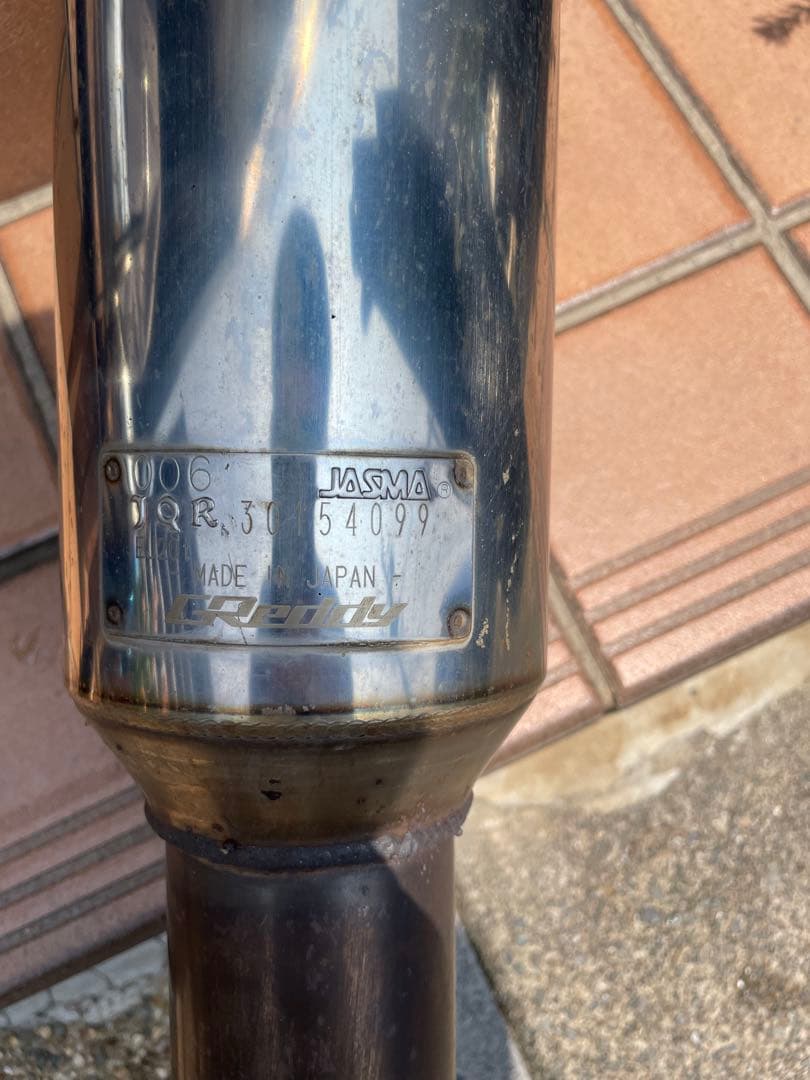 006 JASMA®
JQR 30154099
MADE IN JAPAN -
GReddy